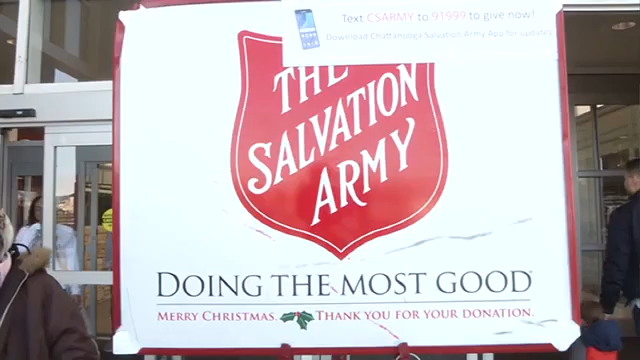 Text CSARMY to 91999 to give now!
Download Chattanooga Salvation Army App for updates
THE
SALVATION
ARMY
DOING THE MOST GOOD
MERRY CHRISTMAS. THANK YOU FOR YOUR DONATION.